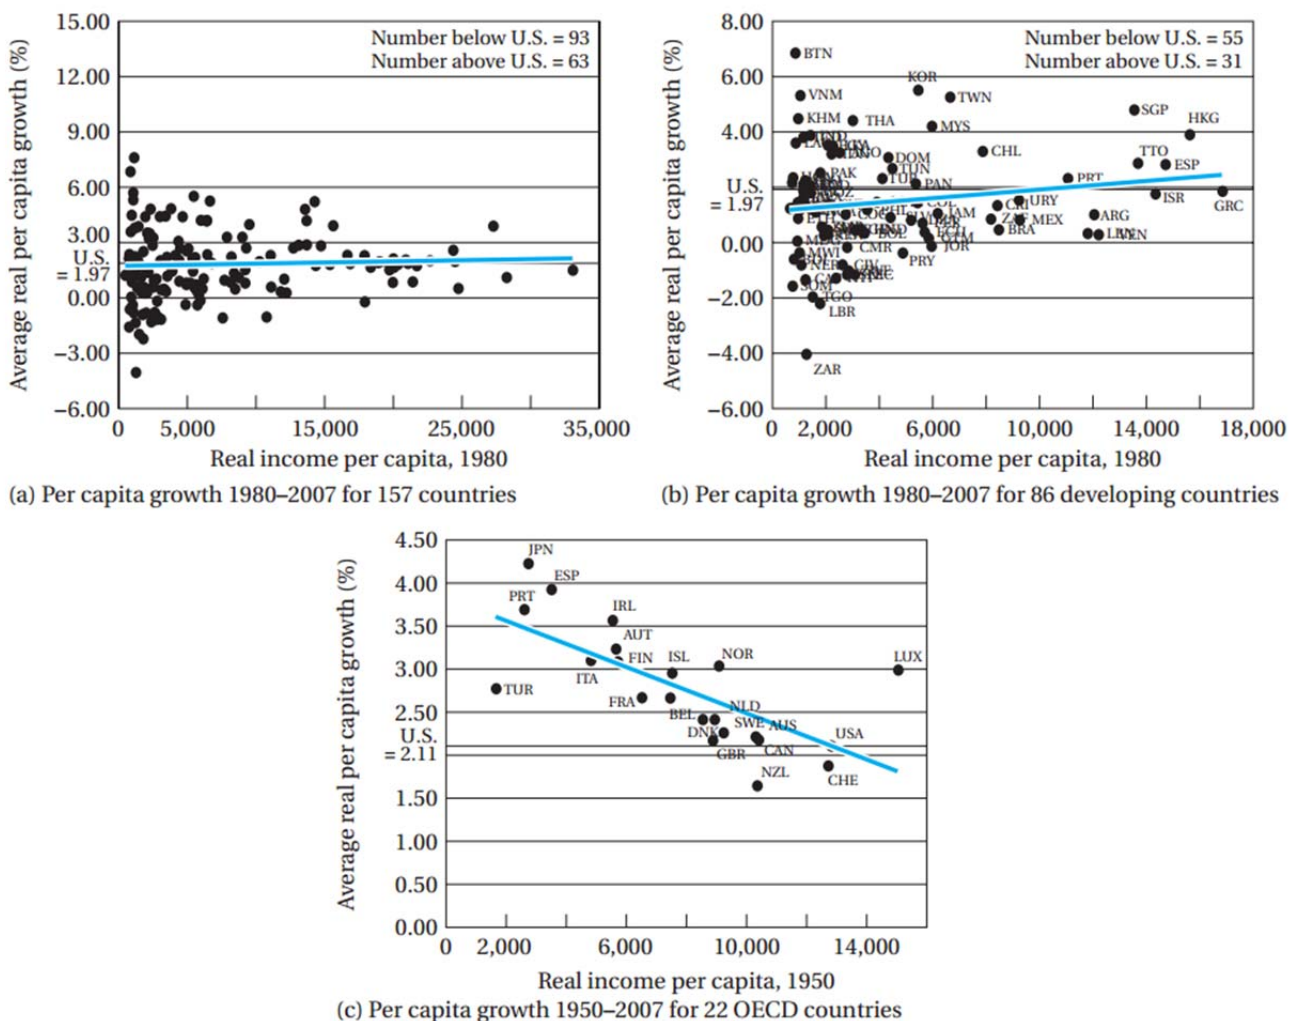 15.00
12.00
9.00
6.00
3.00
U.S.
= 1.97
0.00
−3.00
−6.00
Average real per capita growth (%)
Number below U.S. = 93
Number above U.S. = 63
0
5,000
15,000
25,000
35,000
Real income per capita, 1980
(a) Per capita growth 1980–2007 for 157 countries
8.00
6.00
4.00
U.S.
= 1.97
0.00
−2.00
−4.00
−6.00
Average real per capita growth (%)
Number below U.S. = 55
Number above U.S. = 31
BTN
KOR
VNM
TWN
SGP
KHM
THA
MYS
HKG
DOM
CHL
TTO
ESP
TUN
PAK
PAN
PRT
ISR
GRC
URY
CRI
JAM
ZAF
MEX
ARG
BRA
VEN
GTM
JOR
CMR
PRY
MWI
NER
SOM
TGO
LBR
ZAR
0
2,000
6,000
10,000
14,000
18,000
Real income per capita, 1980
(b) Per capita growth 1980–2007 for 86 developing countries
4.50
4.00
3.50
3.00
2.50
U.S.
= 2.11
1.50
1.00
0.50
0.00
Average real per capita growth (%)
JPN
ESP
PRT
IRL
AUT
FIN
ISL
NOR
LUX
ITA
TUR
FRA
BEL
NLD
DNK
SWE
AUS
USA
GBR
CAN
NZL
CHE
0
2,000
6,000
10,000
14,000
Real income per capita, 1950
(c) Per capita growth 1950–2007 for 22 OECD countries